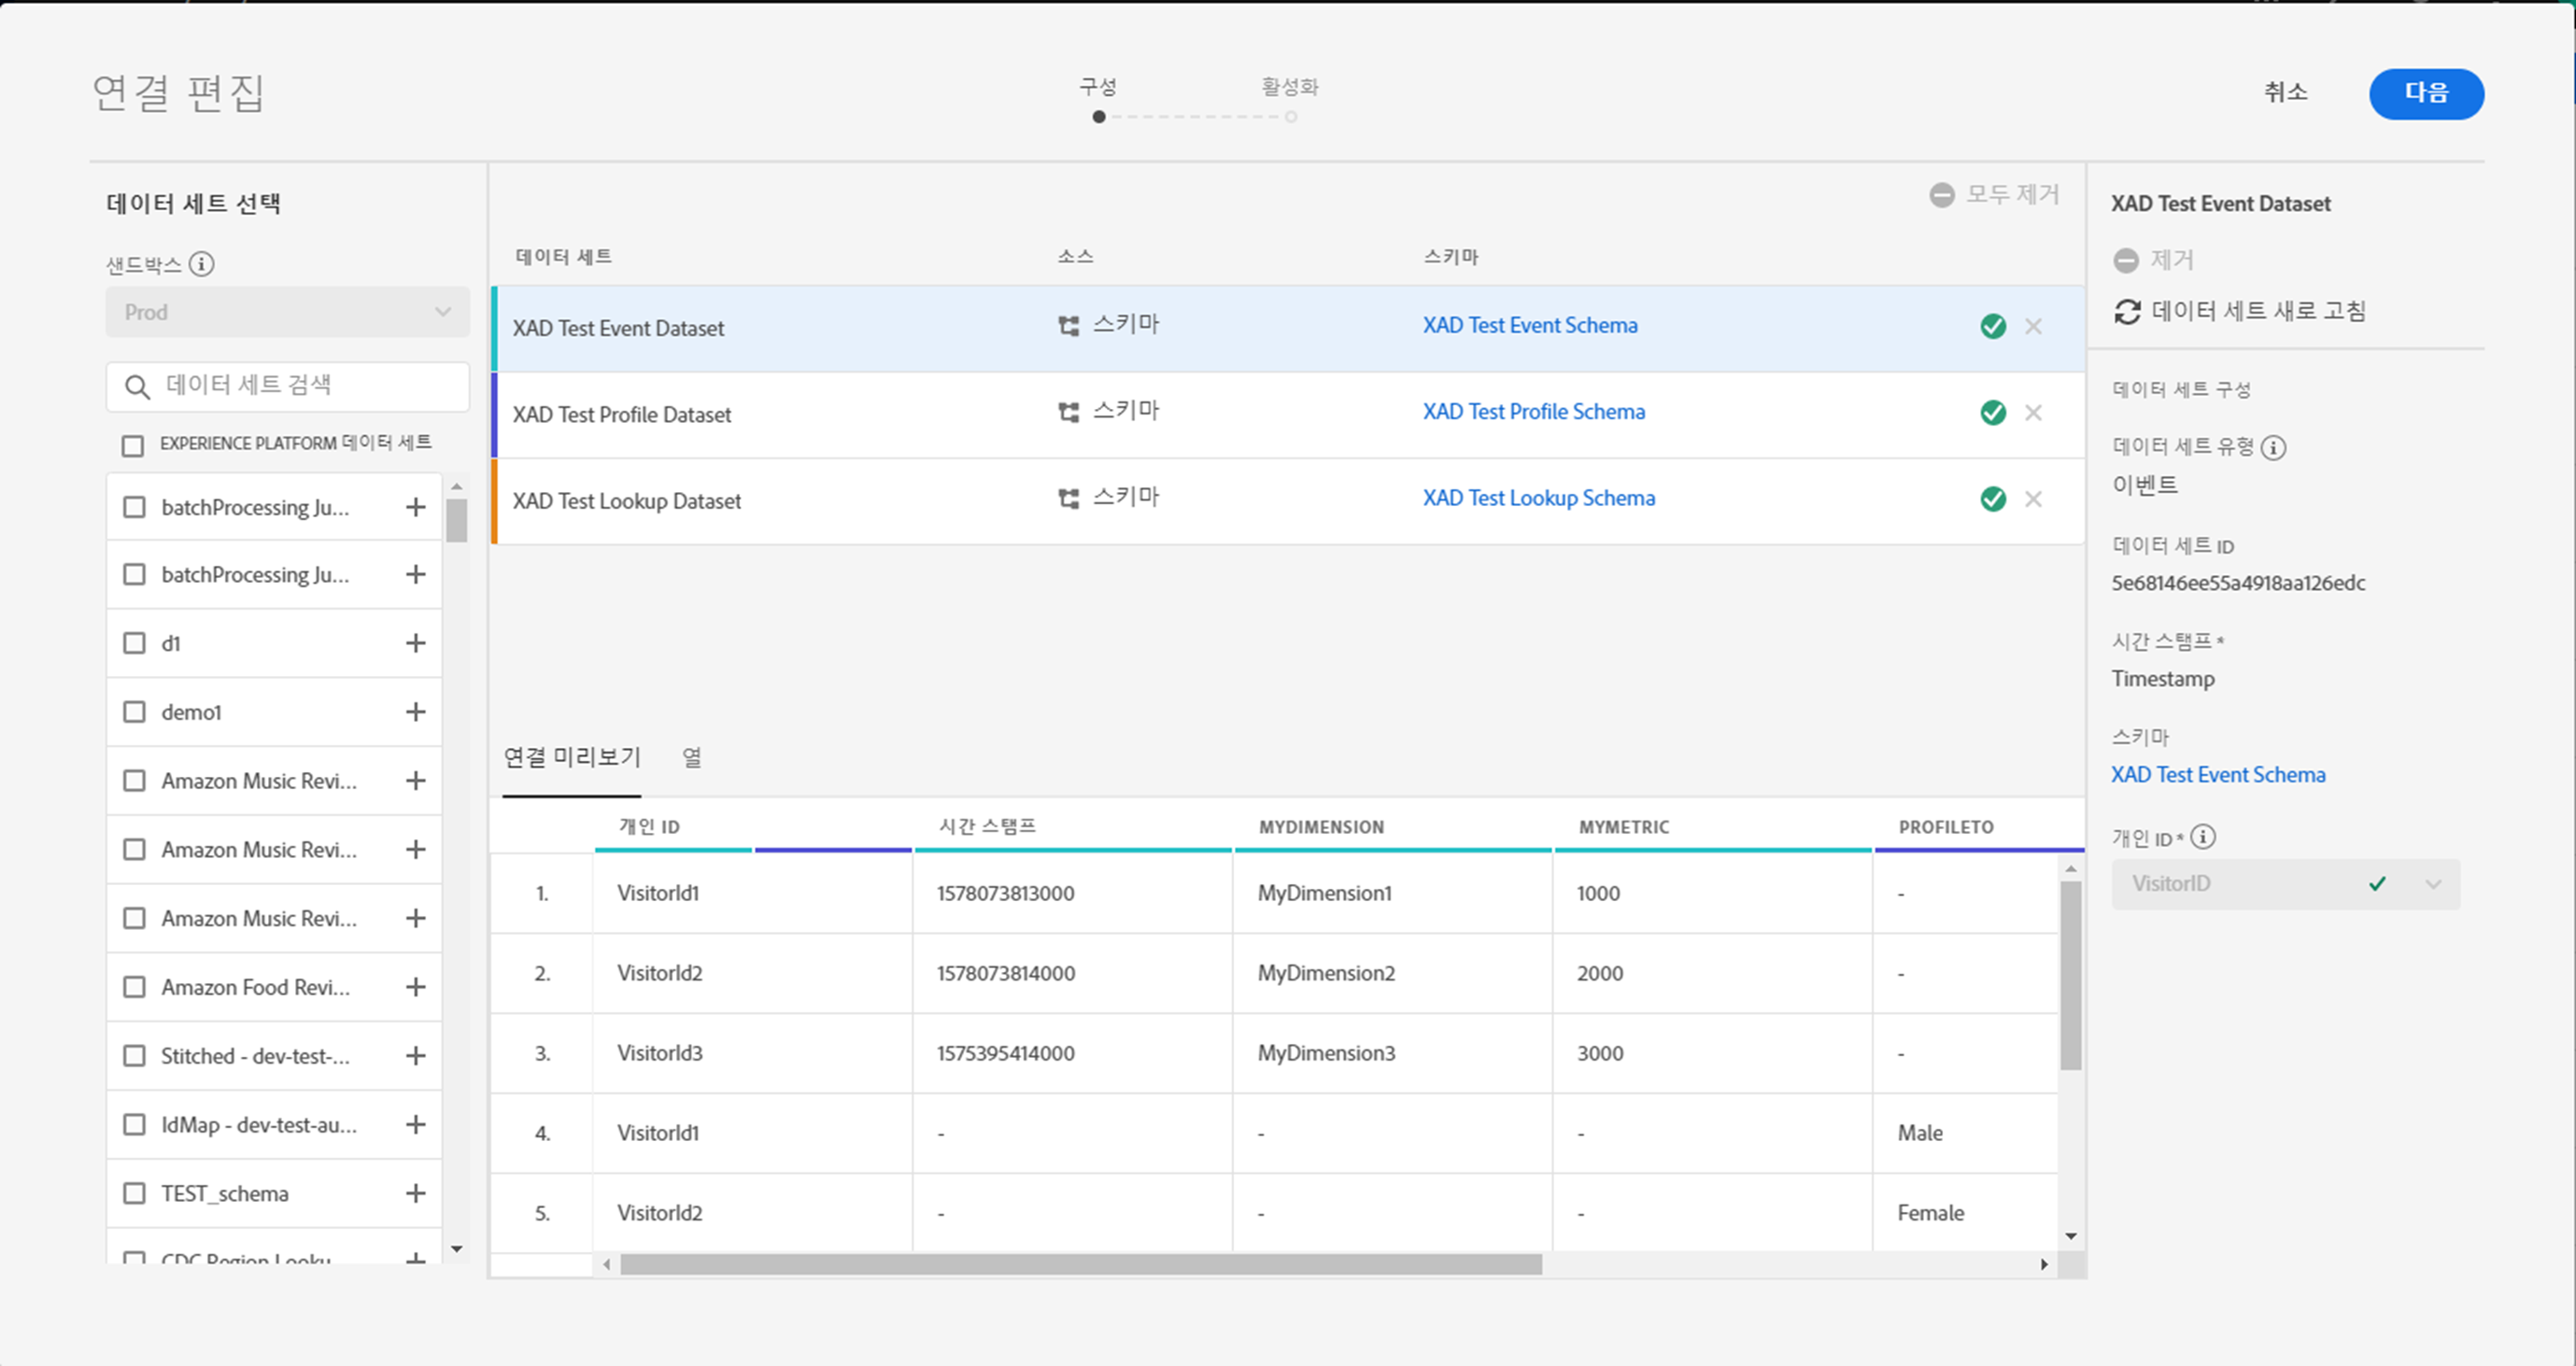 연결 편집
구성
활성화
취소
다음
데이터 세트 선택
샌드박스
Prod
데이터 세트 검색
EXPERIENCE PLATFORM 데이터 세트
batchProcessing Ju...
batchProcessing Ju...
d1
demo1
Amazon Music Revi...
Amazon Music Revi...
Amazon Music Revi...
Amazon Food Revi...
Stitched - dev-test-...
IdMap - dev-test-au...
TEST_schema
CDC Region Looku
모두 제거
데이터 세트 소스 스키마
XAD Test Event Dataset 스키마 XAD Test Event Schema
XAD Test Profile Dataset 스키마 XAD Test Profile Schema
XAD Test Lookup Dataset 스키마 XAD Test Lookup Schema
연결 미리보기 열
개인 ID 시간 스탬프 MYDIMENSION MYMETRIC PROFILETO
1. VisitorId1 1578073813000 MyDimension1 1000 -
2. VisitorId2 1578073814000 MyDimension2 2000 -
3. VisitorId3 1575395414000 MyDimension3 3000 -
4. VisitorId1 - - - Male
5. VisitorId2 - - - Female
XAD Test Event Dataset
제거
데이터 세트 새로 고침
데이터 세트 구성
데이터 세트 유형
이벤트
데이터 세트 ID
5e68146ee55a4918aa126edc
시간 스탬프 *
Timestamp
스키마
XAD Test Event Schema
개인 ID *
VisitorID